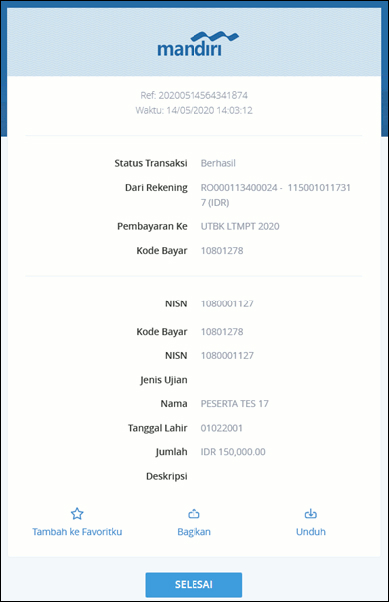 mandiri
Ref: 20200514564341874
Waktu: 14/05/2020 14:03:12
Status Transaksi Berhasil
Dari Rekening RO000113400024 - 115001011731
7 (IDR)
Pembayaran Ke UTBK LTMPT 2020
Kode Bayar 10801278
NISN 1080001127
Kode Bayar 10801278
NISN 1080001127
Jenis Ujian
Nama PESERTA TES 17
Tanggal Lahir 01022001
Jumlah IDR 150,000.00
Deskripsi
Tambah ke Favoritku Bagikan Unduh
SELESAI